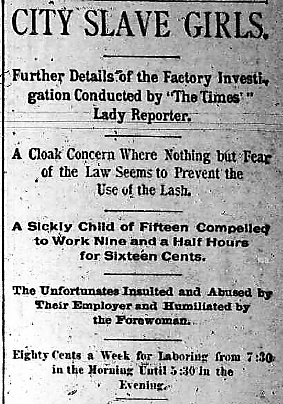 CITY SLAVE GIRLS.
Further Details of the Factory Investi-
gation Conducted by "The Times'"
Lady Reporter.
A Cloak Concern Where Nothing but Fear
of the Law Seems to Prevent the
Use of the Lash.
A Sickly Child of Fifteen Compelled
to Work Nine and a Half Hours
for Sixteen Cents.
The Unfortunates Insulted and Abused by
Their Employer and Humiliated by
the Forewoman.
Eighty Cents a Week for Laboring from 7:30
in the Morning Until 5:30 in the
Evening.